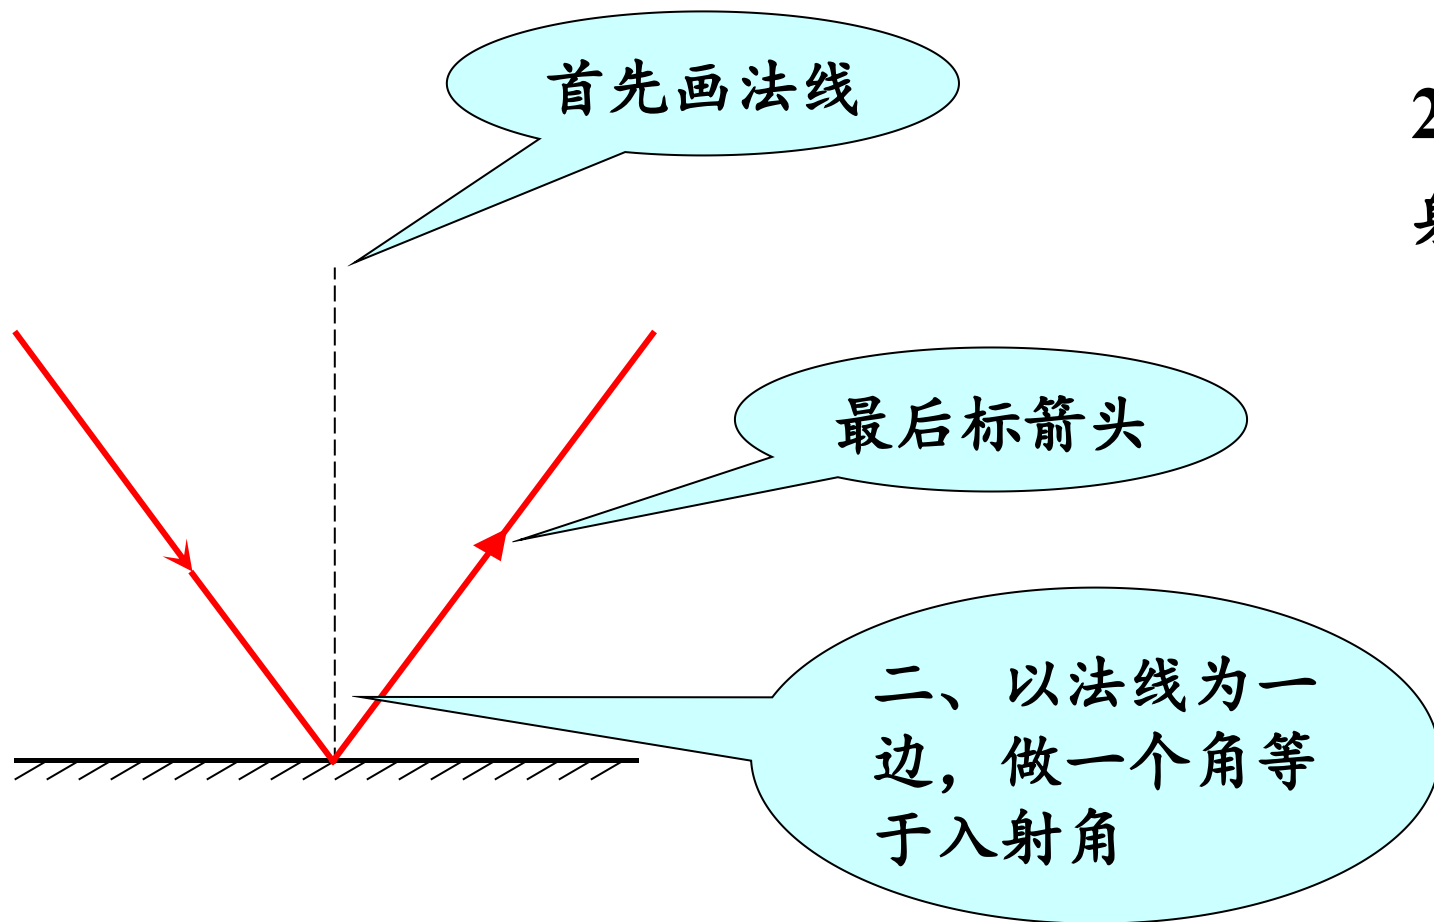 首先画法线
2
最后标箭头
二、以法线为一
边，做一个角等
于入射角